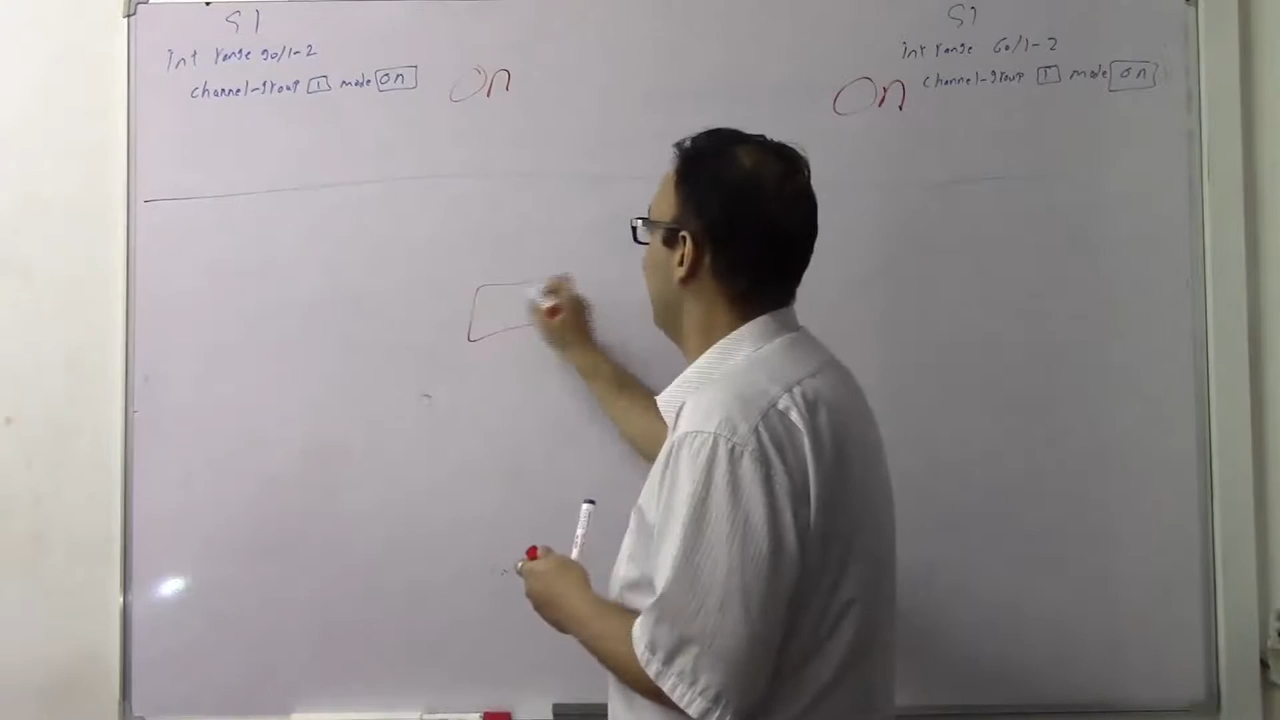 S1
int range g0/1-2
channel-group 1 mode on
on
S1
int range G0/1-2
channel-group 1 mode on
on